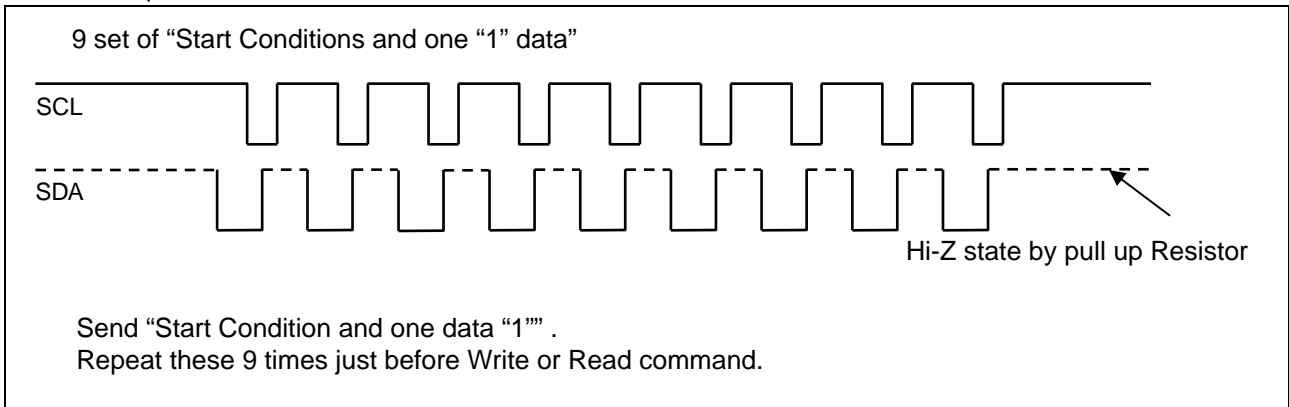 9 set of “Start Conditions and one “1” data”
SCL
SDA
Hi-Z state by pull up Resistor
Send “Start Condition and one data “1”” .
Repeat these 9 times just before Write or Read command.